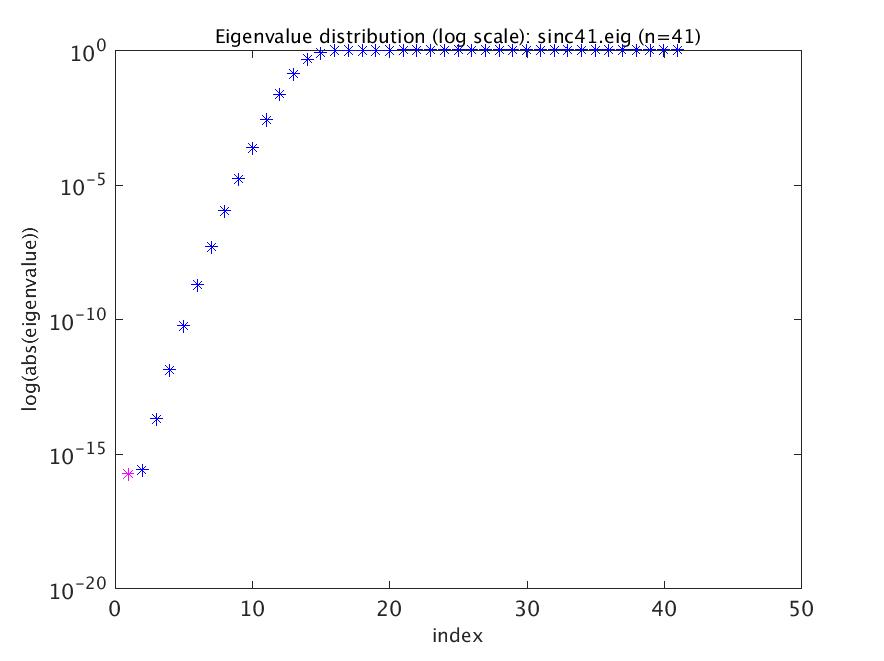 Eigenvalue distribution (log scale): sinc41.eig (n=41)
10^0
10^-5
10^-10
10^-15
10^-20
log(abs(eigenvalue))
0 10 20 30 40 50
index